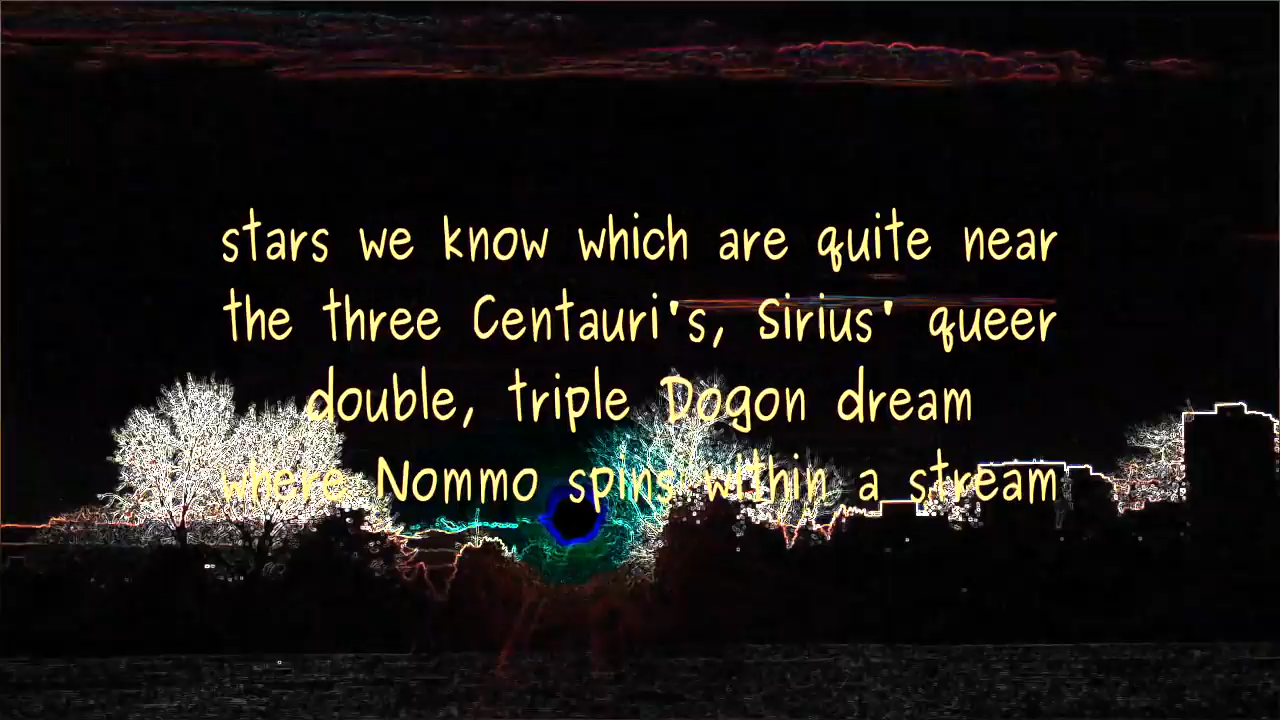 stars we know which are quite near
the three Centauri's, Sirius' queer
double, triple Dogon dream
where Nommo spins within a stream